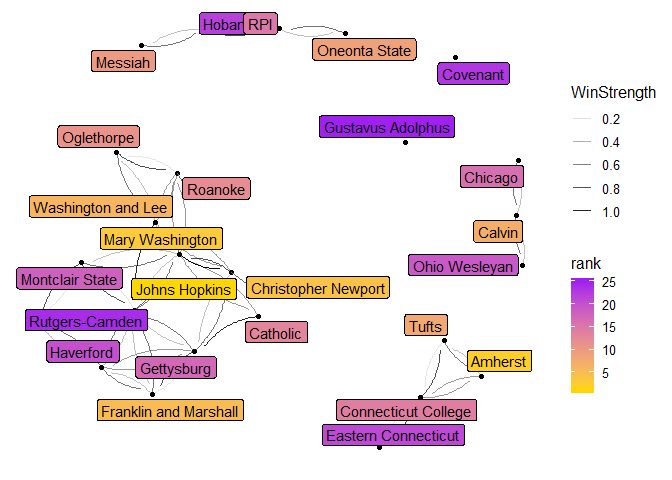 Hobar
RPI
Oneonta State
Messiah
Covenant
Gustavus Adolphus
Oglethorpe
Chicago
Roanoke
Washington and Lee
Calvin
Mary Washington
Ohio Wesleyan
Montclair State
Johns Hopkins
Christopher Newport
Rutgers-Camden
Catholic
Tufts
Haverford
Amherst
Gettysburg
Franklin and Marshall
Connecticut College
Eastern Connecticut
WinStrength
0.2
0.4
0.6
0.8
1.0
rank
25
20
15
10
5